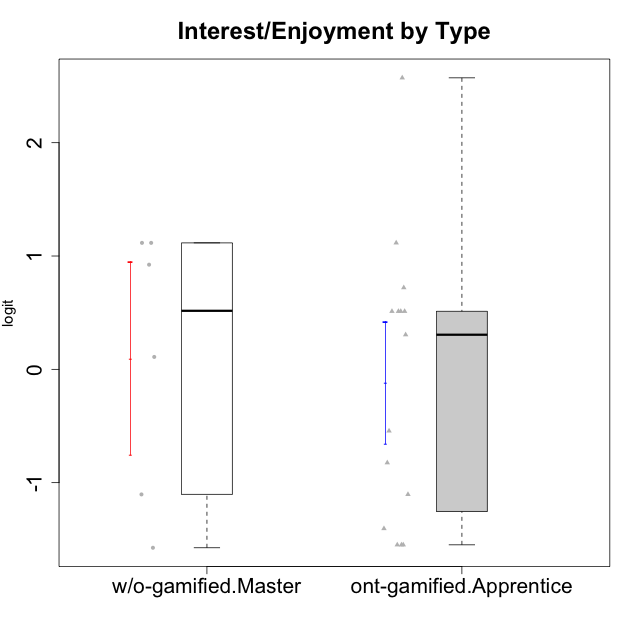 Interest/Enjoyment by Type
logit
2
1
0
-1
w/o-gamified.Master
ont-gamified.Apprentice